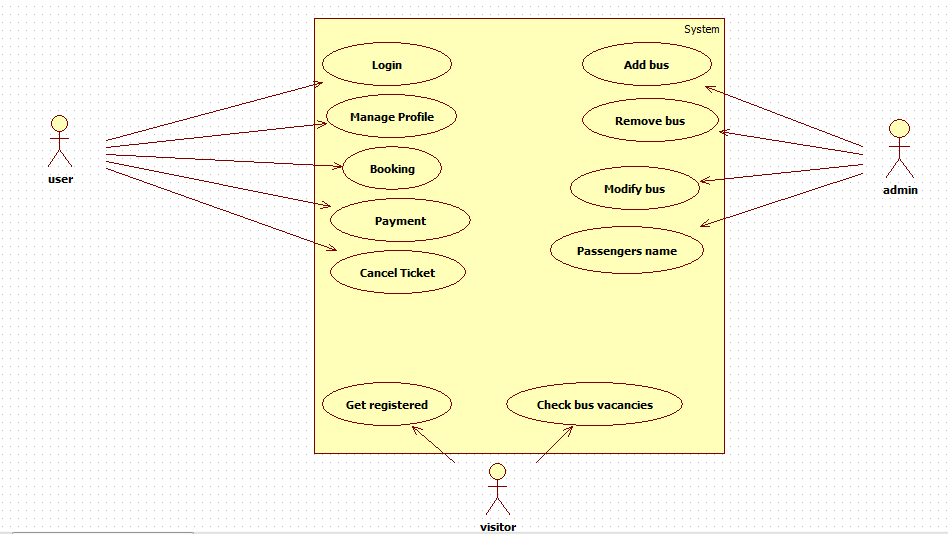 System
Login
Add bus
Manage Profile
Remove bus
Booking
user
Modify bus
admin
Payment
Passengers name
Cancel Ticket
Get registered
Check bus vacancies
visitor